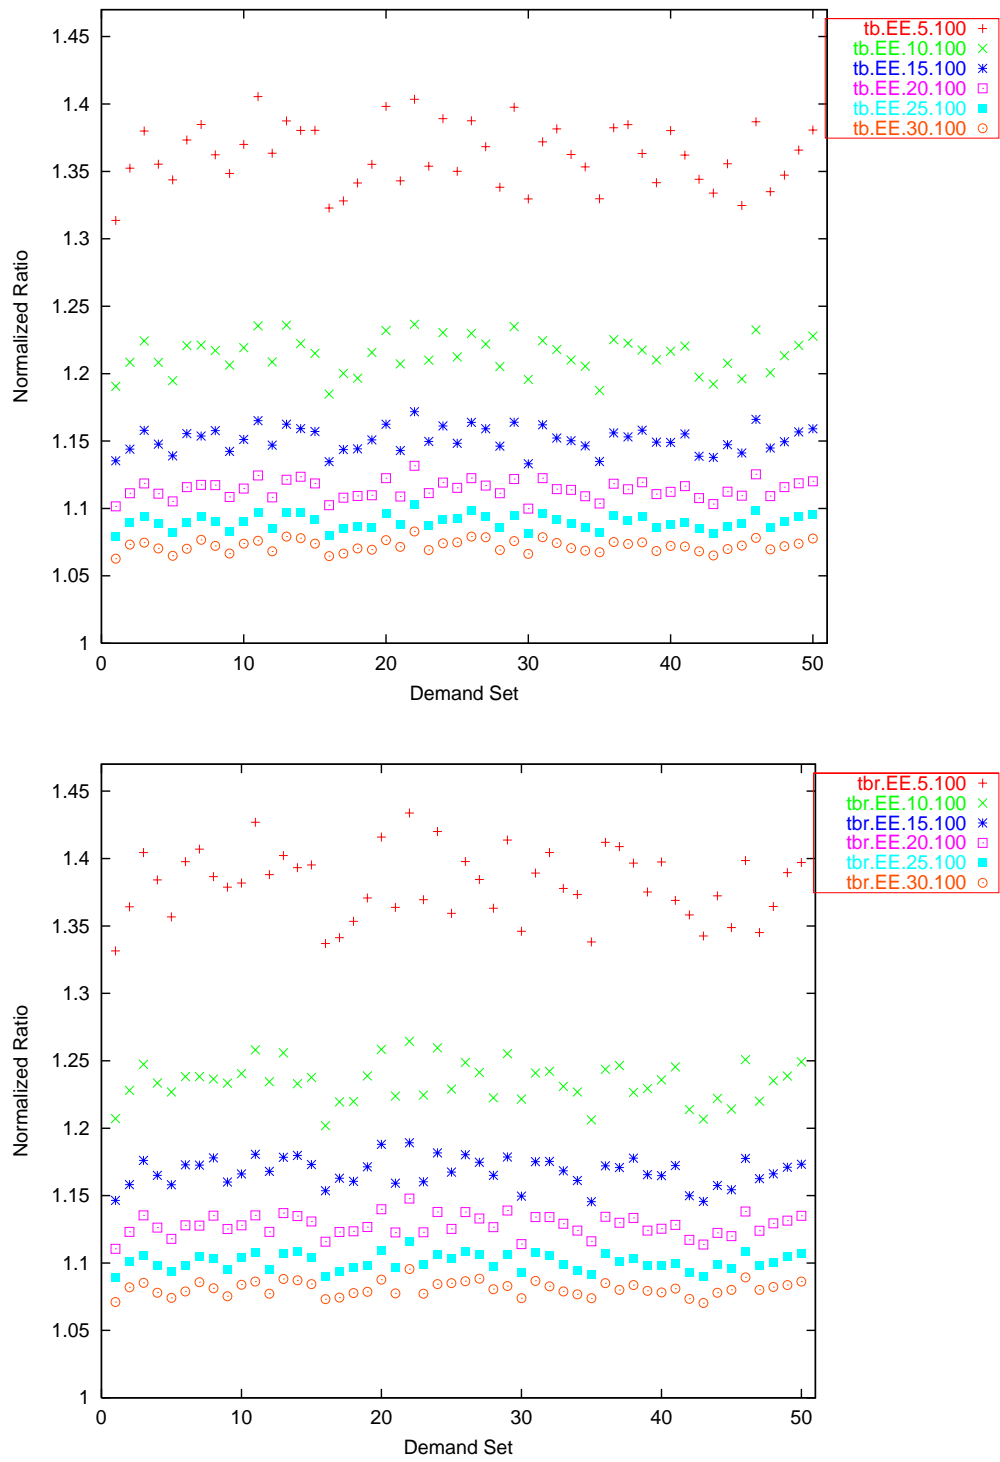 1.45
1.4
1.35
1.3
1.25
1.2
1.15
1.1
1.05
1
Normalized Ratio
0 10 20 30 40 50
Demand Set
tb.EE.5.100
tb.EE.10.100
tb.EE.15.100
tb.EE.20.100
tb.EE.25.100
tb.EE.30.100
1.45
1.4
1.35
1.3
1.25
1.2
1.15
1.1
1.05
1
Normalized Ratio
0 10 20 30 40 50
Demand Set
tbr.EE.5.100
tbr.EE.10.100
tbr.EE.15.100
tbr.EE.20.100
tbr.EE.25.100
tbr.EE.30.100